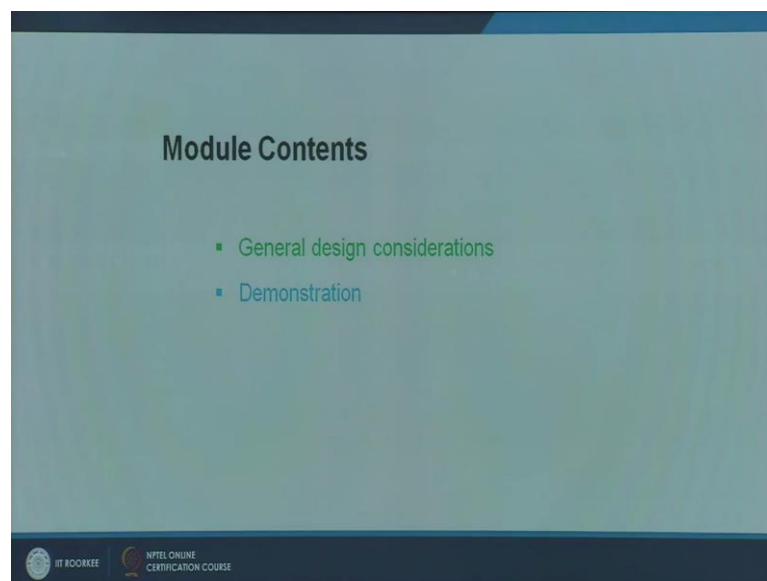 Module Contents
General design considerations
Demonstration
IIT ROORKEE
NPTEL ONLINE
CERTIFICATION COURSE